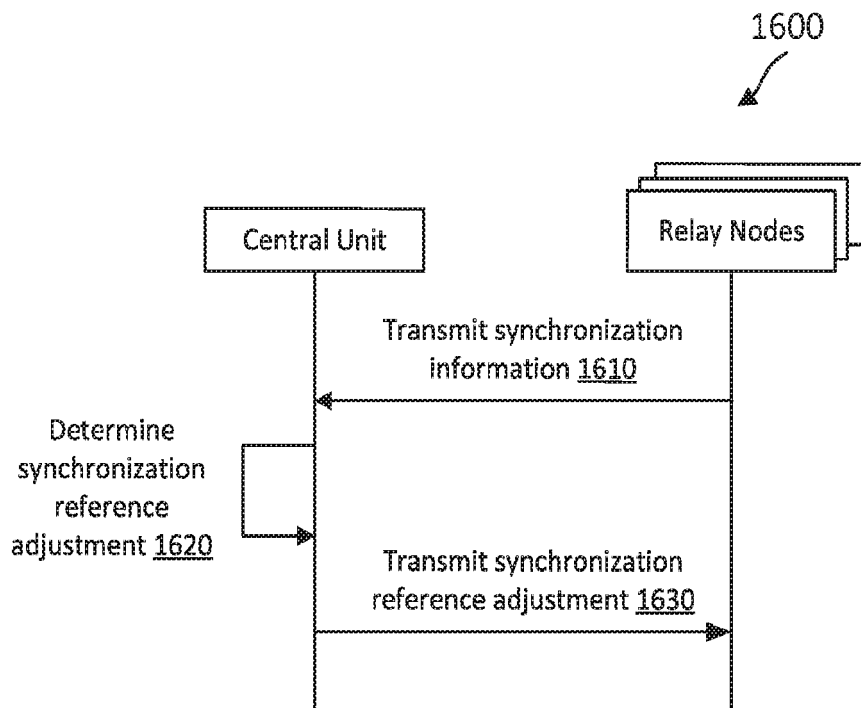 1600
Central Unit
Relay Nodes
Transmit synchronization
information 1610
Determine
synchronization
reference
adjustment 1620
Transmit synchronization
reference adjustment 1630